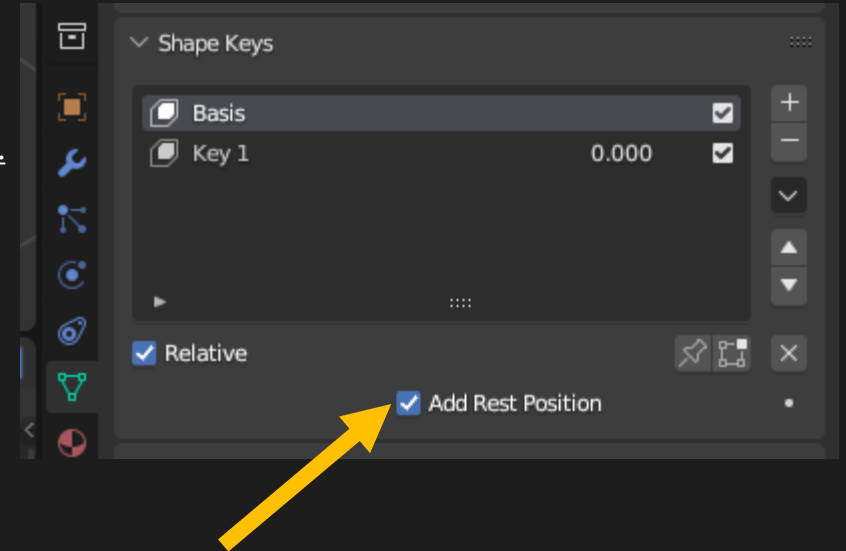 Shape Keys
Basis
Key 1 0.000
Relative
Add Rest Position